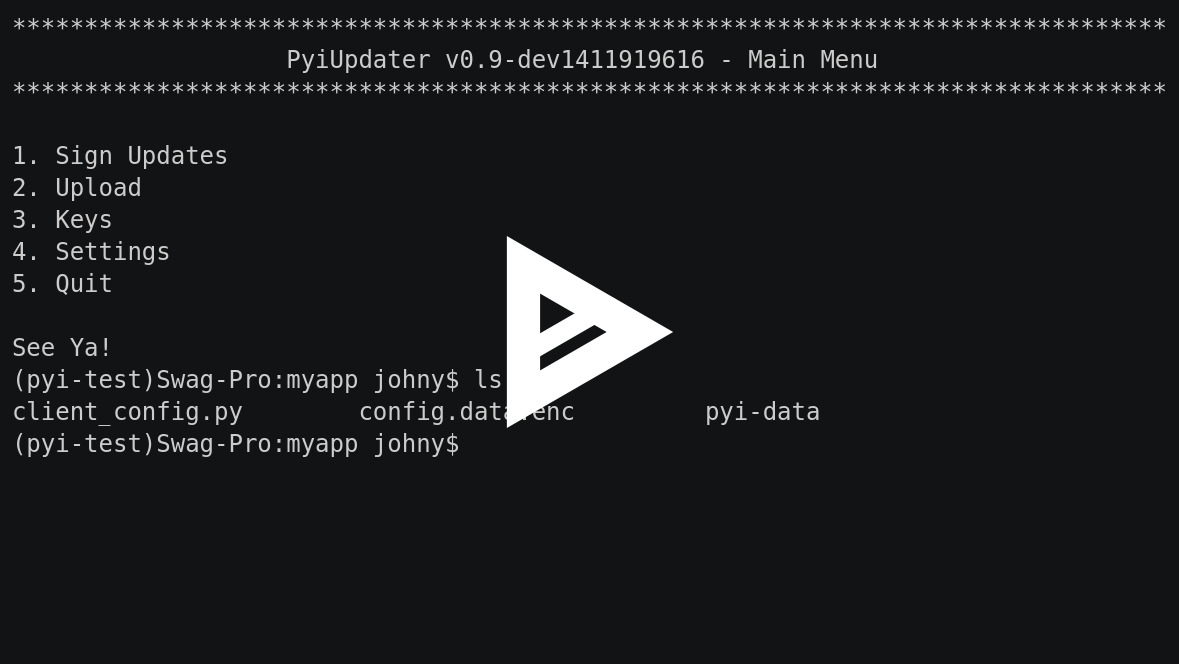 ********************************************************************************
PyiUpdater v0.9-dev1411919616 - Main Menu
********************************************************************************
1. Sign Updates
2. Upload
3. Keys
4. Settings
5. Quit
See Ya!
(pyi-test)Swag-Pro:myapp johny$ ls
client_config.py config.data.enc pyi-data
(pyi-test)Swag-Pro:myapp johny$